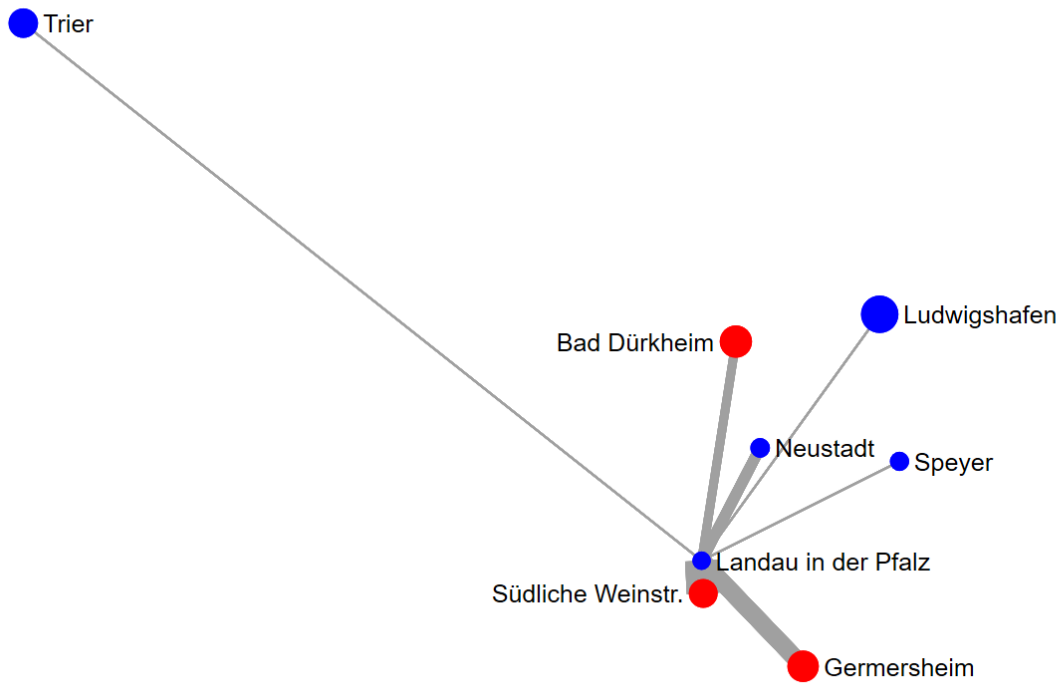 Trier
Ludwigshafen
Bad Dürkheim
Neustadt
Speyer
Landau in der Pfalz
Südliche Weinstr.
Germersheim